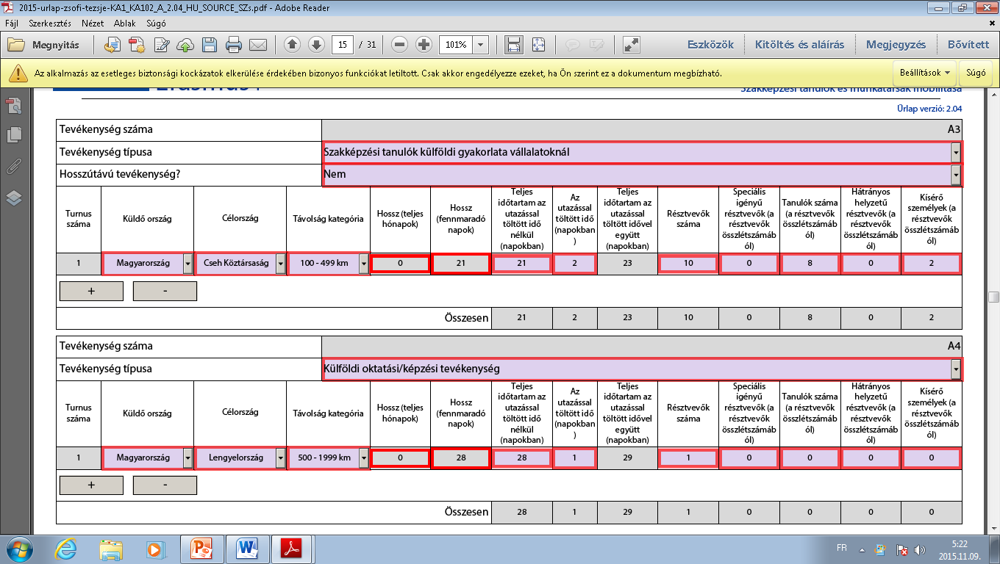 2015-urlap-zsofi-tezsje-KA1_KA102_A_2.04_HU_SOURCE_SZs.pdf - Adobe Reader
Fájl Szerkesztés Nézet Ablak Súgó
Megnyitás 15 / 31 101% Eszközök Kitöltés és aláírás Megjegyzés Bővített
Az alkalmazás az esetleges biztonsági kockázatok elkerülése érdekében bizonyos funkciókat letiltott. Csak akkor engedélyezze ezeket, ha Ön szerint ez a dokumentum megbízható. Beállítások Súgó
Erasmus+ Szakképzési tanulók és munkatársak mobilitása
Űrlap verzió: 2.04
Tevékenység száma A3
Tevékenység típusa Szakképzési tanulók külföldi gyakorlata vállalatoknál
Hosszútávú tevékenység? Nem
Turnus száma
Küldő ország
Célország
Távolság kategória
Hossz (teljes hónapok)
Hossz (fennmaradó napok)
Teljes időtartam az utazással töltött idő nélkül (napokban)
Az utazással töltött idő (napokban)
Teljes időtartam az utazással töltött idővel együtt (napokban)
Résztvevők száma
Speciális igényű résztvevők (a résztvevők összlétszámából)
Tanulók száma (a résztvevők összlétszámából)
Hátrányos helyzetű résztvevők (a résztvevők összlétszámából)
Kísérő személyek (a résztvevők összlétszámából)
1 Magyarország Cseh Köztársaság 100 - 499 km 0 21 21 2 23 10 0 8 0 2
+ -
Összesen 21 2 23 10 0 8 0 2
Tevékenység száma A4
Tevékenység típusa Külföldi oktatási/képzési tevékenység
Turnus száma
Küldő ország
Célország
Távolság kategória
Hossz (teljes hónapok)
Hossz (fennmaradó napok)
Teljes időtartam az utazással töltött idő nélkül (napokban)
Az utazással töltött idő (napokban)
Teljes időtartam az utazással töltött idővel együtt (napokban)
Résztvevők száma
Speciális igényű résztvevők (a résztvevők összlétszámából)
Tanulók száma (a résztvevők összlétszámából)
Hátrányos helyzetű résztvevők (a résztvevők összlétszámából)
Kísérő személyek (a résztvevők összlétszámából)
1 Magyarország Lengyelország 500 - 1999 km 0 28 28 1 29 1 0 0 0 0
+ -
Összesen 28 1 29 1 0 0 0 0
FR 5:22
2015.11.09.